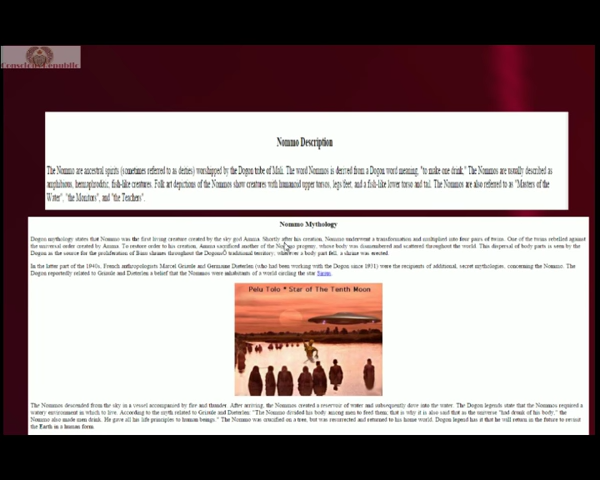 Conscious Republic
Nommo Description
The Nommo are ancestral spirits (sometimes referred to as deities) worshipped by the Dogon tribe of Mali. The word Nommos is derived from a Dogon word meaning, "to make one drink." The Nommos are usually described as
amphibious, hermaphroditic, fish-like creatures. Folk art depictions of the Nommos show creatures with humanoid upper torsos, legs/feet, and a fish-like lower torso and tail. The Nommos are also referred to as "Masters of the
Water", "the Monitors", and "the Teachers".
Nommo Mythology
Dogon mythology states that Nommo was the first living creature created by the sky god Amma. Shortly after his creation, Nommo underwent a transformation and multiplied into four pairs of twins. One of the twins rebelled against
the universal order created by Amma. To restore order to his creation, Amma sacrificed another of the Nommo progeny, whose body was dismembered and scattered throughout the world. This dispersal of body parts is seen by the
Dogon as the source for the proliferation of Binu shrines throughout the Dogons' traditional territory; wherever a body part fell, a shrine was erected.
In the latter part of the 1940s, French anthropologists Marcel Griaule and Germaine Dieterlen (who had been working with the Dogon since 1931) were the recipients of additional, secret mythologies, concerning the Nommo. The
Dogon reportedly related to Griaule and Dieterlen a belief that the Nommos were inhabitants of a world circling the star Sirius.
Pelu Tolo * Star of The Tenth Moon
The Nommos descended from the sky in a vessel accompanied by fire and thunder. After arriving, the Nommos created a reservoir of water and subsequently dove into the water. The Dogon legends state that the Nommos required a
watery environment in which to live. According to the myth related to Griaule and Dieterlen: "The Nommo divided his body among men to feed them; that is why it is also said that as the universe "had drunk of his body," the
Nommo also made men drink. He gave all his life principles to human beings." The Nommo was crucified on a tree, but was resurrected and returned to his home world. Dogon legend has it that he will return in the future to revisit
the Earth in a human form.